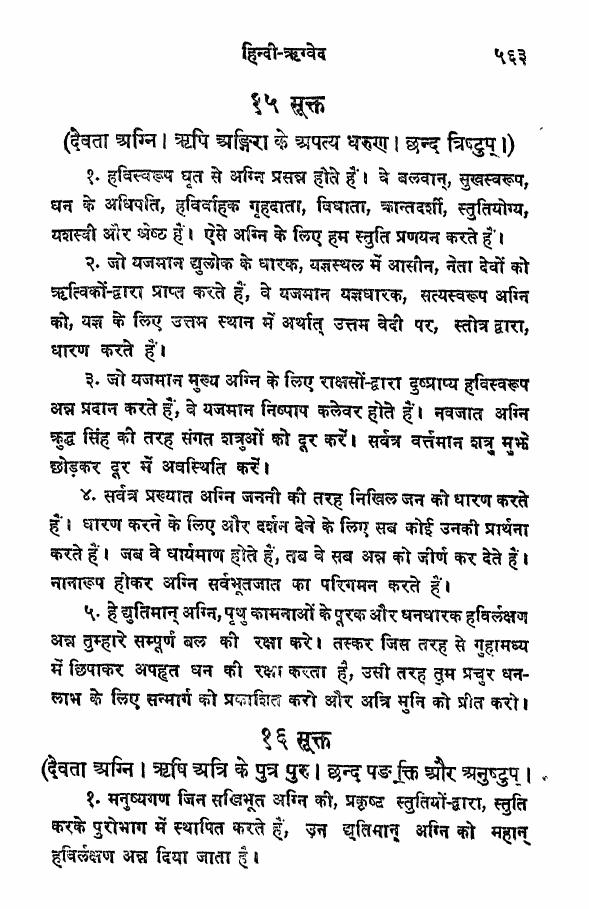 हिन्दी-ऋग्वेद ५६३
१५ सूक्त
(देवता अग्नि। ऋषि अङ्गिरा के अपत्य धरुण। छन्द त्रिष्टुप्।)
१. हविस्वरूप घृत से अग्नि प्रसन्न होते हैं। वे बलवान्, सुखस्वरूप,
धन के अधिपति, हविर्वाहक गृहदाता, विधाता, क्रान्तदर्शी, स्तुतियोग्य,
यशस्वी और श्रेष्ठ हैं। ऐसे अग्नि के लिए हम स्तुति प्रणयन करते हैं।
२. जो यजमान द्युलोक के धारक, यज्ञस्थल में आसीन, नेता देवों को
ऋत्विकों-द्वारा प्राप्त करते हैं, वे यजमान यज्ञधारक, सत्यस्वरूप अग्नि
को, यज्ञ के लिए उत्तम स्थान में अर्थात् उत्तम वेदी पर, स्तोत्र द्वारा,
धारण करते हैं।
३. जो यजमान मुख्य अग्नि के लिए राक्षसों-द्वारा दुष्प्राप्य हविस्वरूप
अन्न प्रदान करते हैं, वे यजमान निष्पाप कलेवर होते हैं। नवजात अग्नि
क्रुद्ध सिंह की तरह संगत शत्रुओं को दूर करें। सर्वत्र वर्त्तमान शत्रु मुझे
छोड़कर दूर में अवस्थिति करें।
४. सर्वत्र प्रख्यात अग्नि जननी की तरह निखिल जन को धारण करते
हैं। धारण करने के लिए और दर्शन देने के लिए सब कोई उनकी प्रार्थना
करते हैं। जब वे धार्यमाण होते हैं, तब वे सब अन्न को जीर्ण कर देते हैं।
नानारूप होकर अग्नि सर्वभूतजात का परिगमन करते हैं।
५. हे द्युतिमान् अग्नि, पृथु कामनाओं के पूरक और धनधारक हविर्लक्षण
अन्न तुम्हारे सम्पूर्ण बल की रक्षा करे। तस्कर जिस तरह से गुहामध्य
में छिपाकर अपहृत धन की रक्षा करता है, उसी तरह तुम प्रचुर धन-
लाभ के लिए सन्मार्ग को प्रकाशित करो और अत्रि मुनि को प्रीत करो।
१६ सूक्त
(देवता अग्नि। ऋषि अत्रि के पुत्र पुरु। छन्द पङक्ति और अनुष्टुप्।
१. मनुष्यगण जिन सखिभूत अग्नि की, प्रकृष्ट स्तुतियों-द्वारा, स्तुति
करके पुरोभाग में स्थापित करते हैं, उन द्युतिमान् अग्नि को महान्
हविर्लक्षण अन्न दिया जाता है।